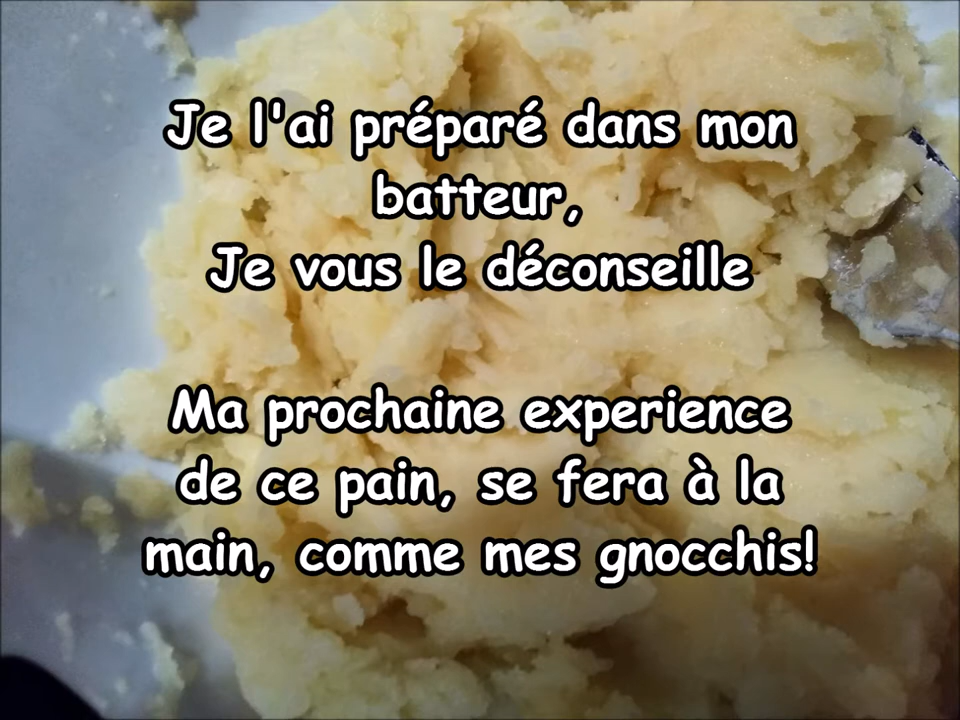 Je l'ai préparé dans mon
batteur,
Je vous le déconseille
Ma prochaine experience
de ce pain, se fera à la
main, comme mes gnocchis!